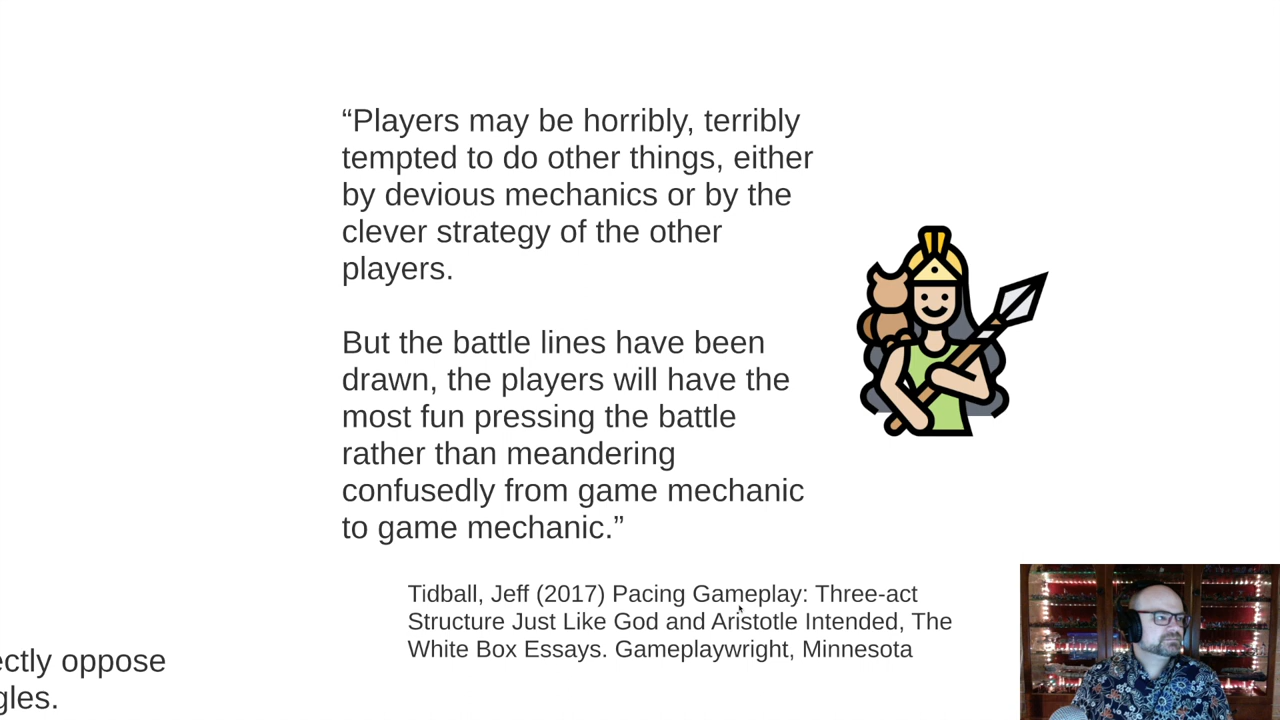 “Players may be horribly, terribly
tempted to do other things, either
by devious mechanics or by the
clever strategy of the other
players.
But the battle lines have been
drawn, the players will have the
most fun pressing the battle
rather than meandering
confusedly from game mechanic
to game mechanic.”
Tidball, Jeff (2017) Pacing Gameplay: Three-act
Structure Just Like God and Aristotle Intended, The
White Box Essays. Gameplaywright, Minnesota
ectly oppose
gles.